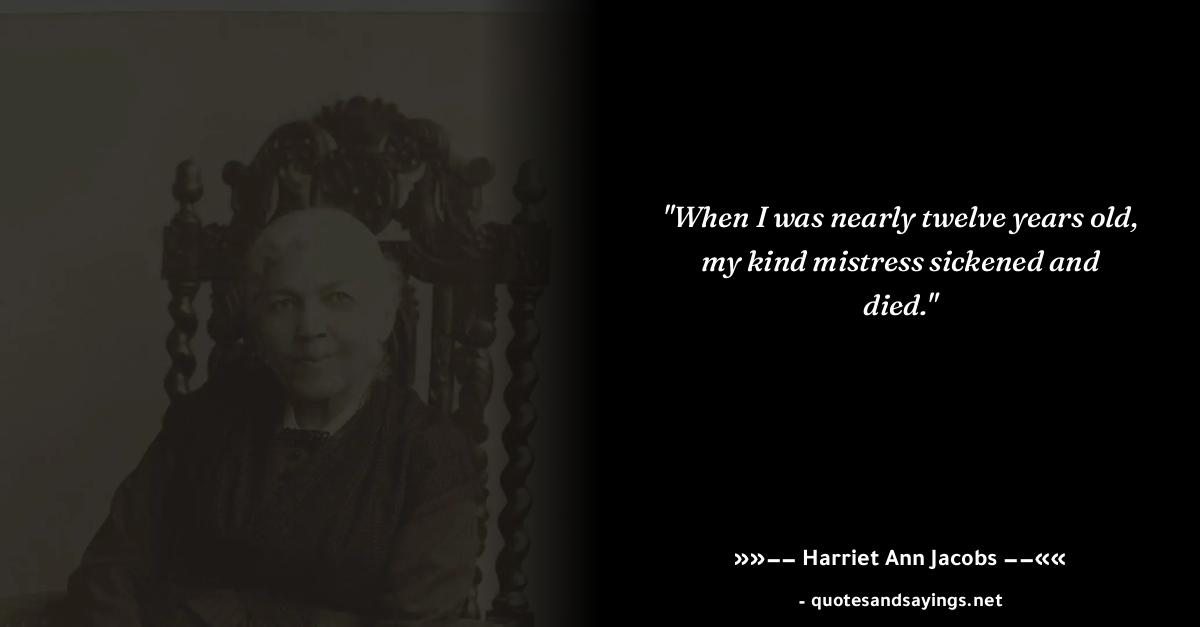 "When I was nearly twelve years old,
my kind mistress sickened and
died."
»»-- Harriet Ann Jacobs --««
- quotesandsayings.net